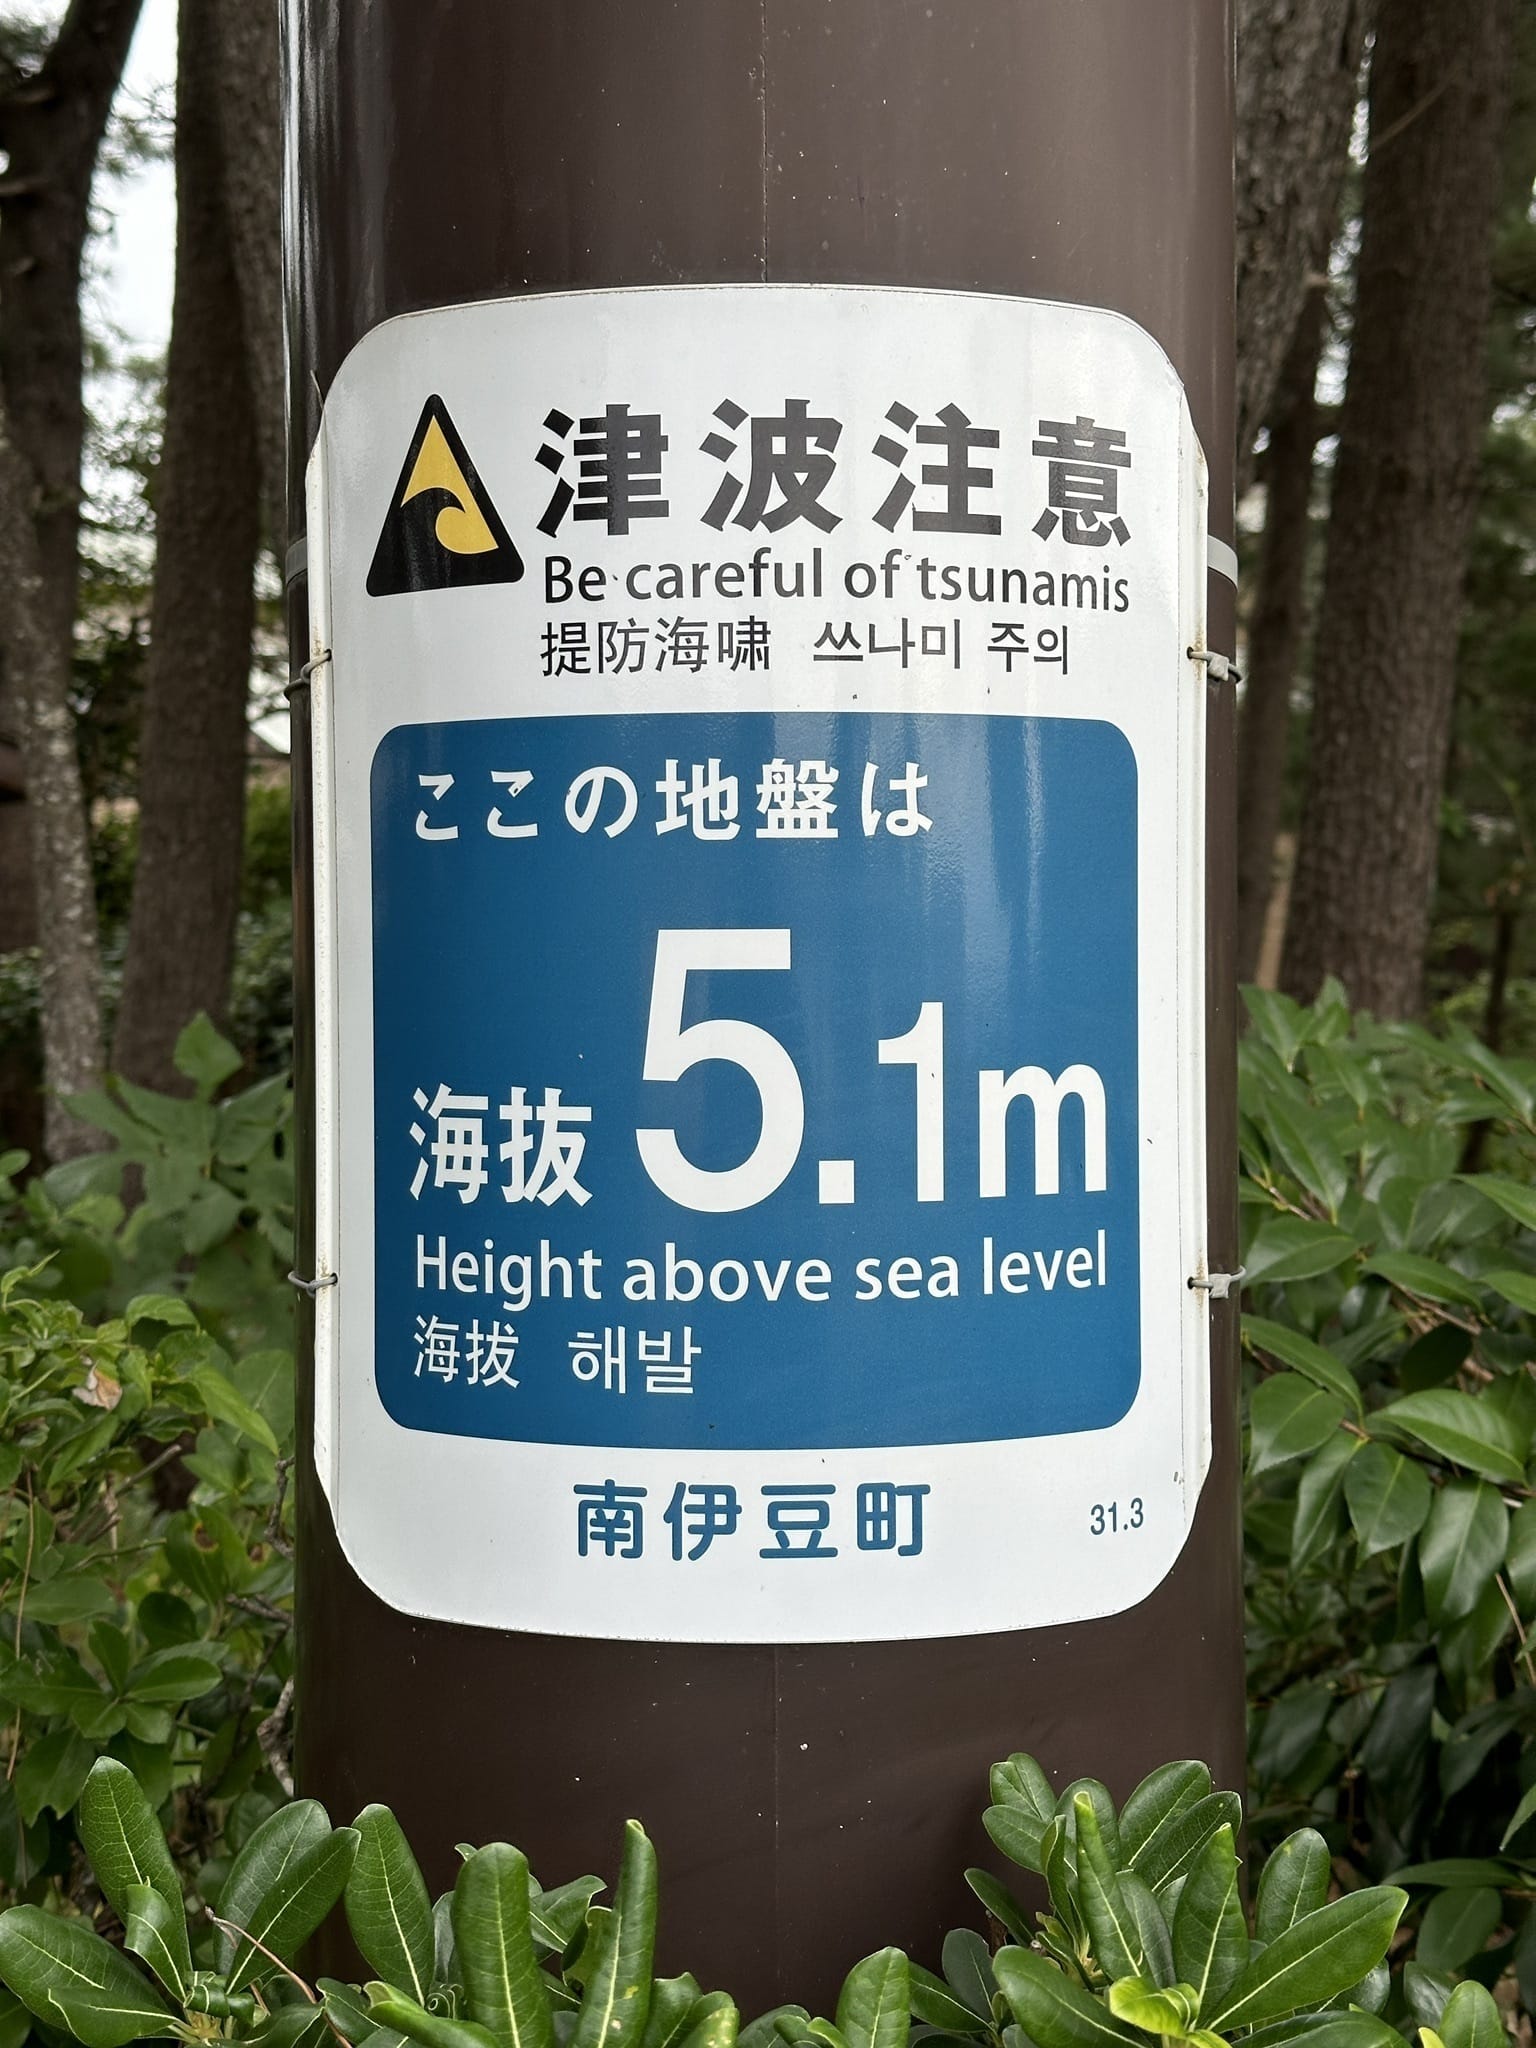 津波注意
Be careful of tsunamis
提防海啸 쓰나미 주의
ここの地盤は
海抜 5.1m
Height above sea level
海拔 해발
南伊豆町 31.3